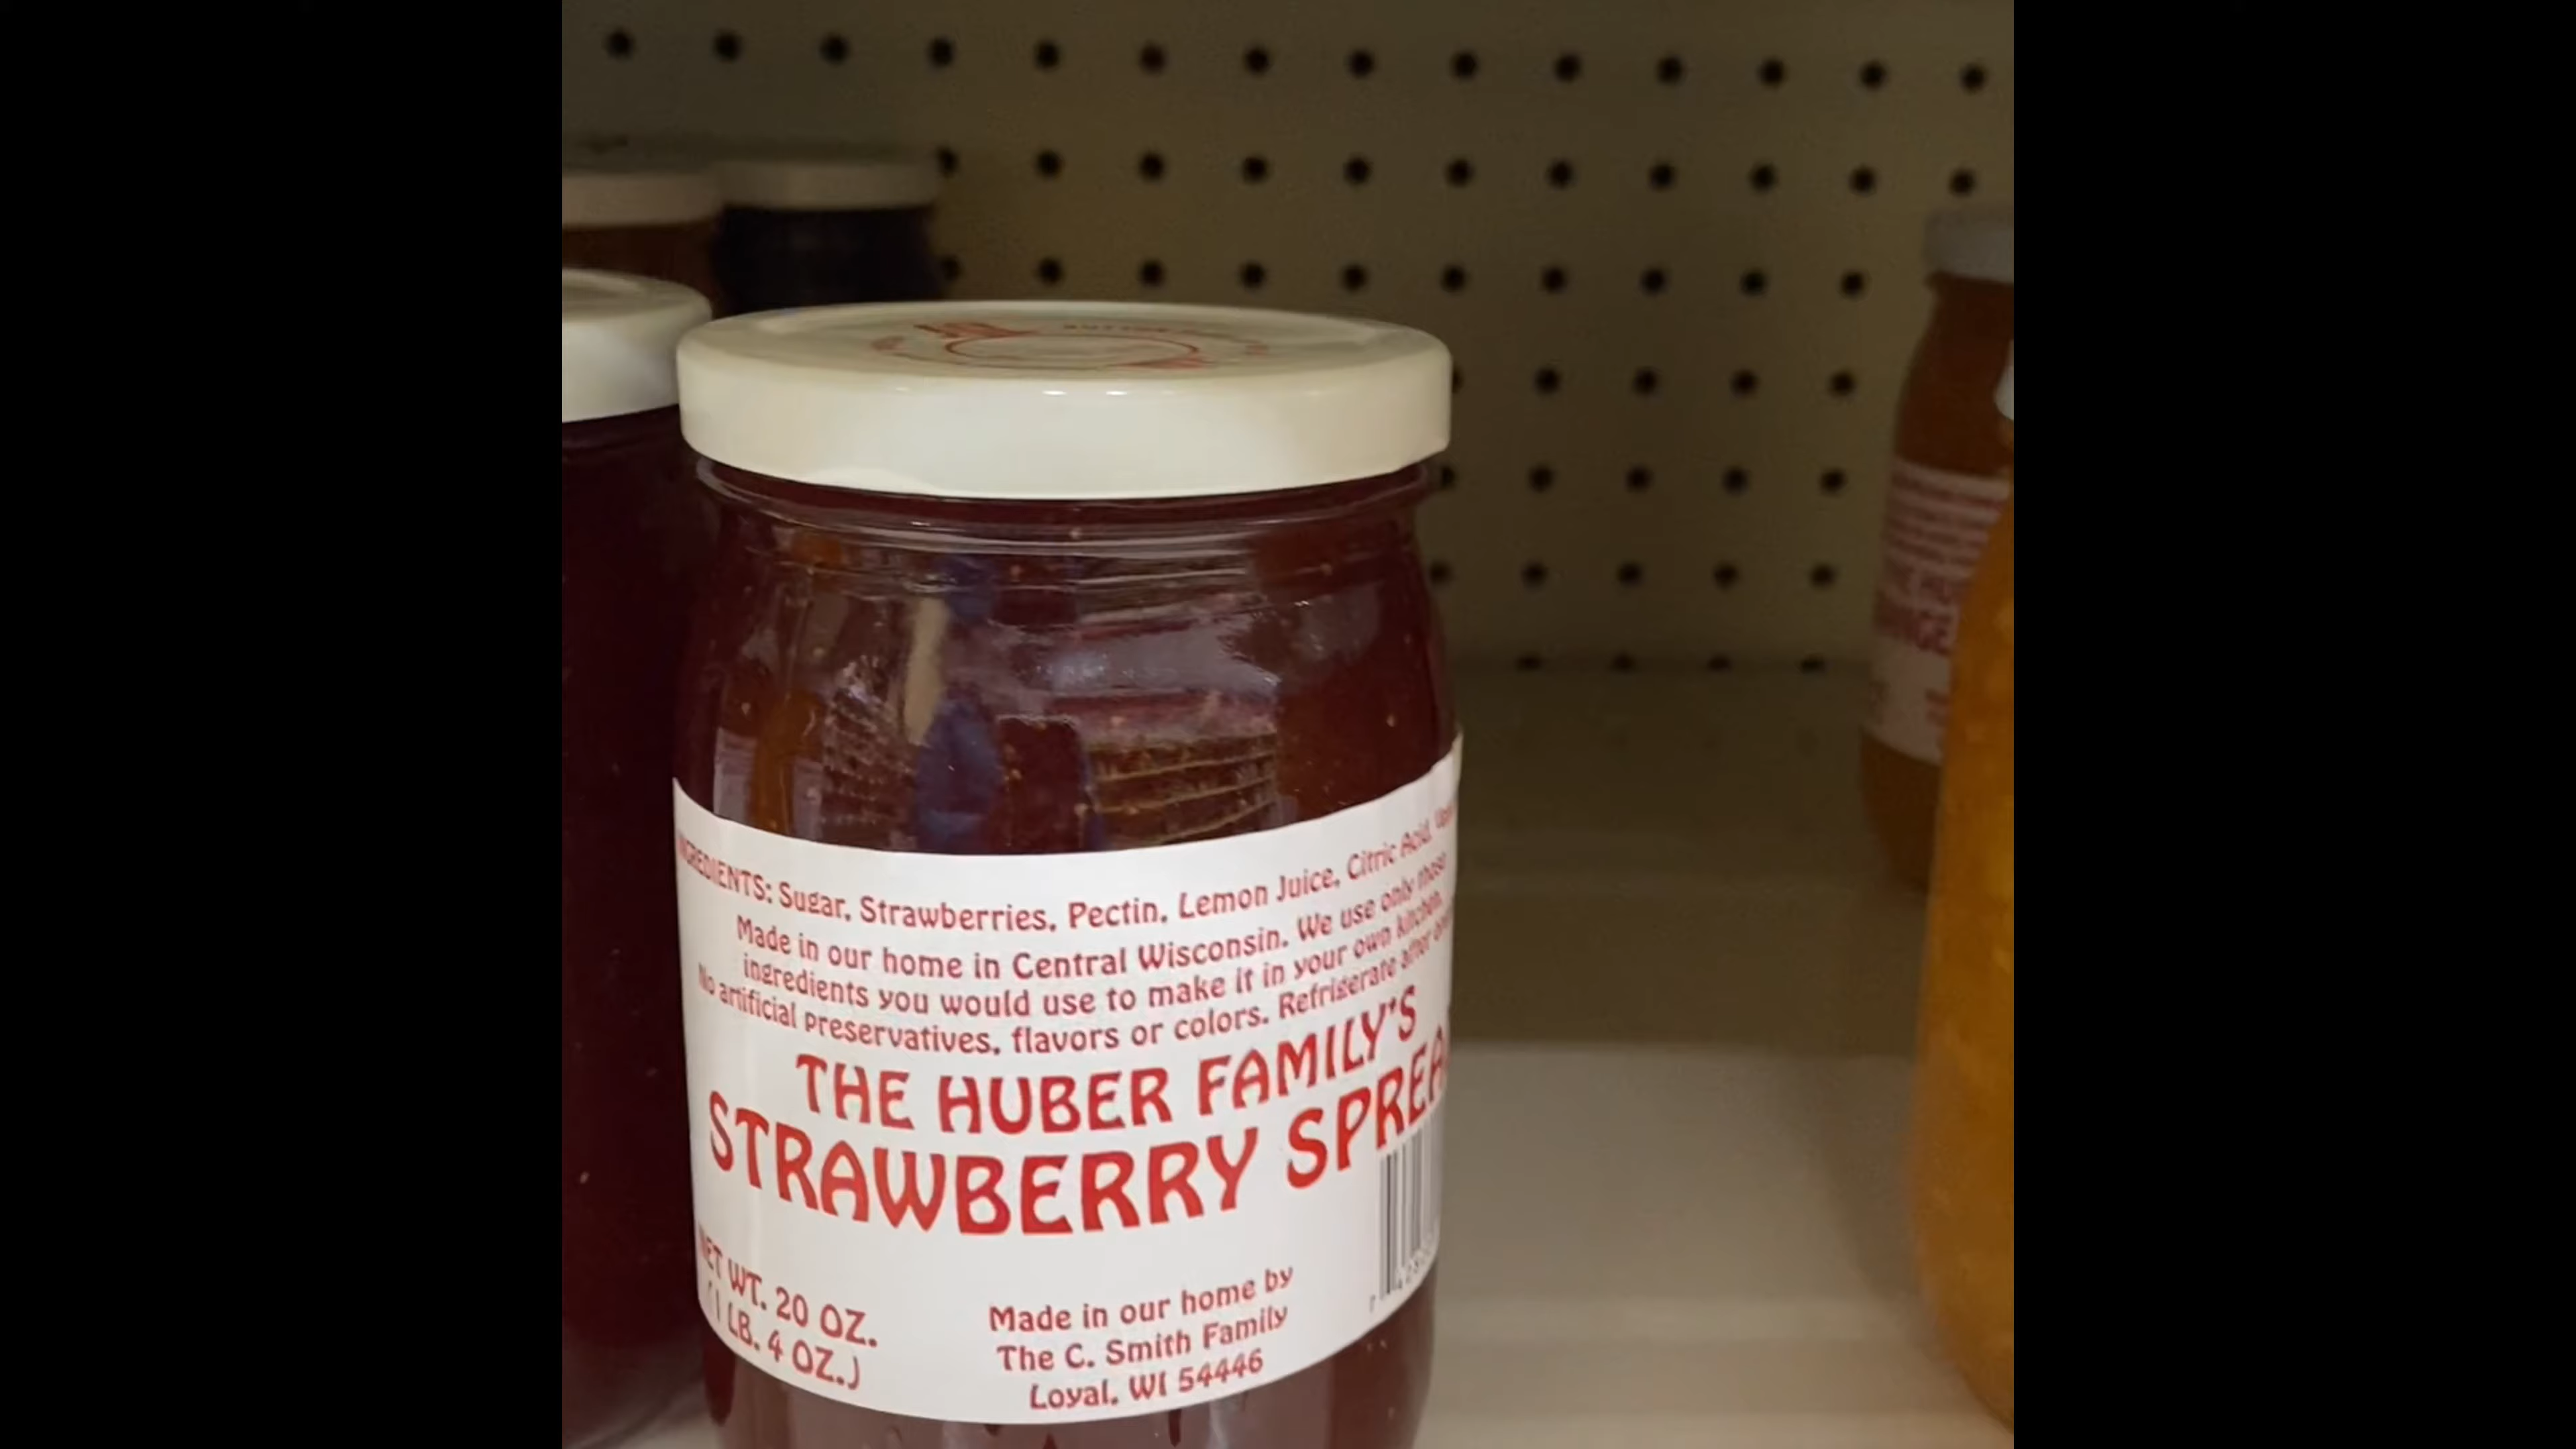 INGREDIENTS: Sugar, Strawberries, Pectin, Lemon Juice, Citric Acid,
Made in our home in Central Wisconsin. We use only those
ingredients you would use to make it in your own kitchen.
No artificial preservatives, flavors or colors. Refrigerate after
THE HUBER FAMILY'S
STRAWBERRY SPREA
NET WT. 20 OZ.
(1 LB. 4 OZ.)
Made in our home by
The C. Smith Family
Loyal, WI 54446